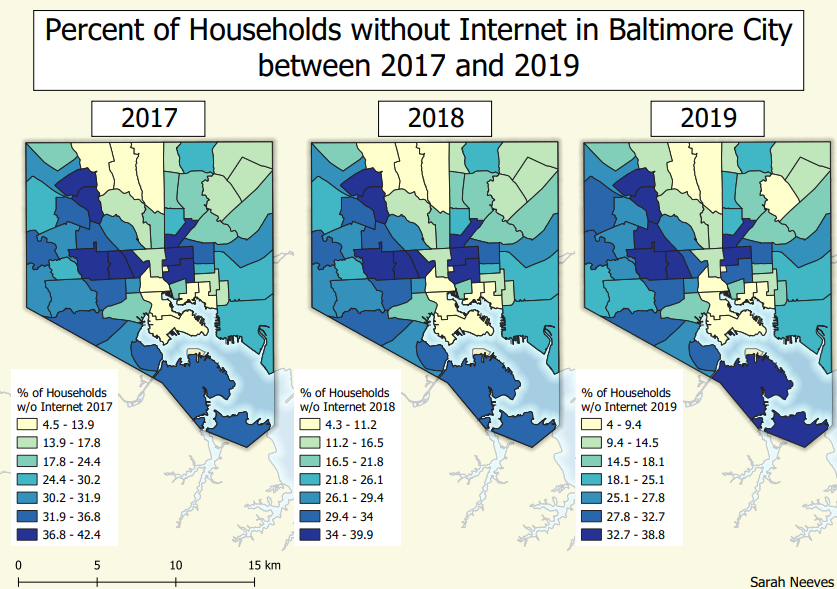 Percent of Households without Internet in Baltimore City
between 2017 and 2019
2017
2018
2019
% of Households
w/o Internet 2017
4.5 - 13.9
13.9 - 17.8
17.8 - 24.4
24.4 - 30.2
30.2 - 31.9
31.9 - 36.8
36.8 - 42.4
% of Households
w/o Internet 2018
4.3 - 11.2
11.2 - 16.5
16.5 - 21.8
21.8 - 26.1
26.1 - 29.4
29.4 - 34
34 - 39.9
% of Households
w/o Internet 2019
4 - 9.4
9.4 - 14.5
14.5 - 18.1
18.1 - 25.1
25.1 - 27.8
27.8 - 32.7
32.7 - 38.8
0 5 10 15 km
Sarah Neeves